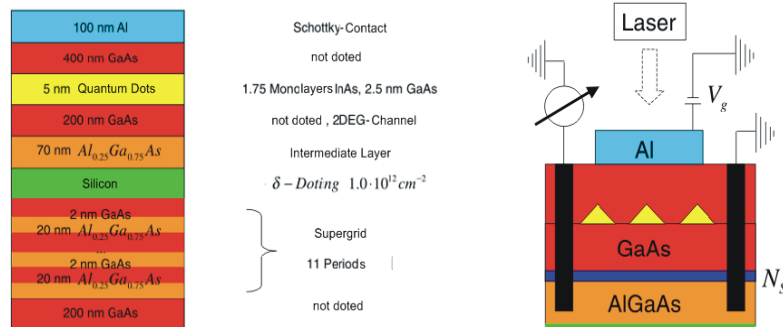 100 nm Al
Schottky-Contact
400 nm GaAs
not doted
5 nm Quantum Dots
1.75 Monclayers InAs, 2.5 nm GaAs
200 nm GaAs
not doted , 2DEG-Channel
70 nm Al0.25Ga0.75As
Intermediate Layer
Silicon
δ - Doting 1.0·10^12 cm^-2
2 nm GaAs
20 nm Al0.25Ga0.75As
...
2 nm GaAs
20 nm Al0.25Ga0.75As
Supergrid
11 Periods
200 nm GaAs
not doted
Laser
Vg
Al
GaAs
AlGaAs
Ns